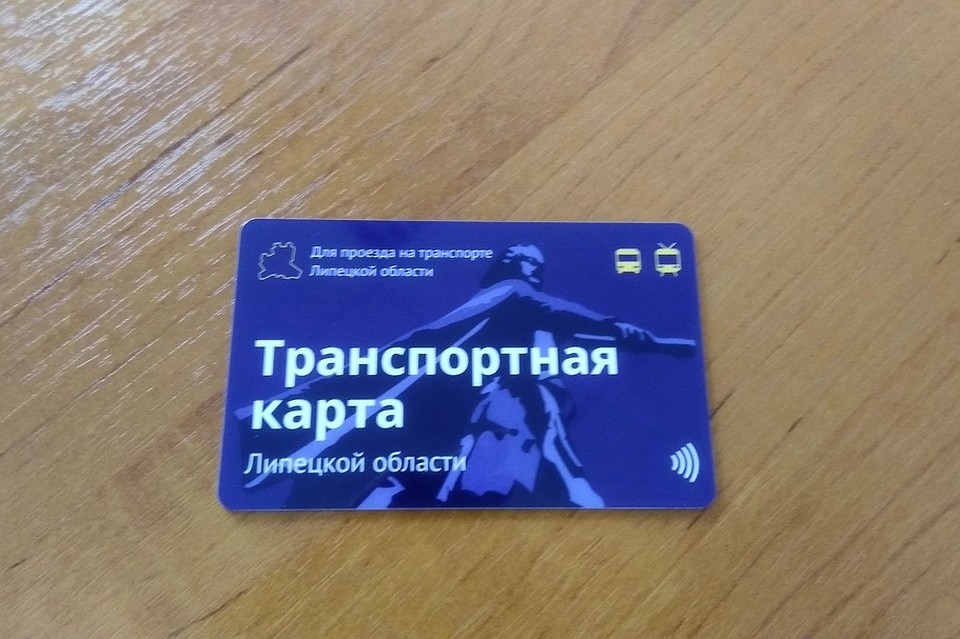 Для проезда на транспорте
Липецкой области
Транспортная
карта
Липецкой области